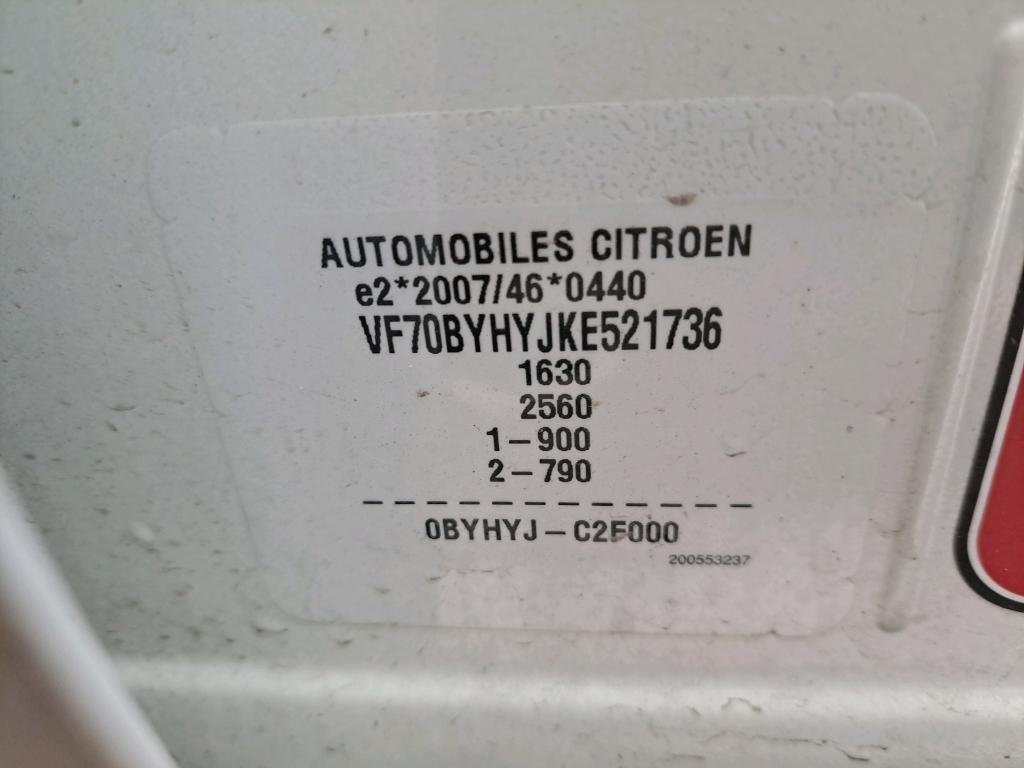 AUTOMOBILES CITROEN
e2*2007/46*0440
VF70BYHYJKE521736
1630
2560
1-900
2-790
0BYHYJ-C2F000
200553237